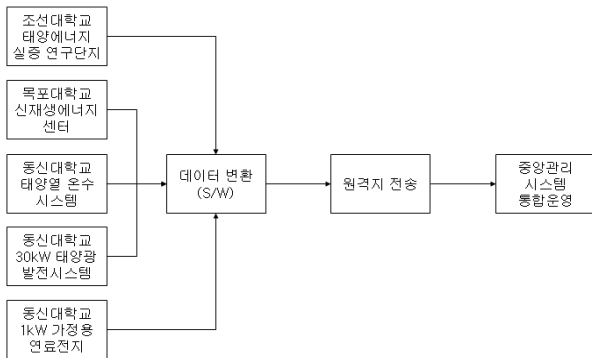 조선대학교
태양에너지
실증 연구단지
목포대학교
신재생에너지
센터
동신대학교
태양열 온수
시스템
동신대학교
30kW 태양광
발전시스템
동신대학교
1kW 가정용
연료전지
데이터 변환
(S/W)
원격지 전송
중앙관리
시스템
통합운영